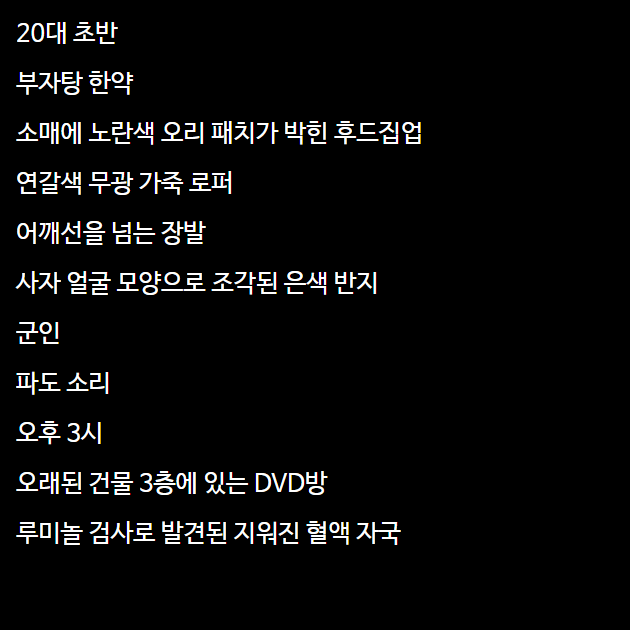 20대 초반
부자탕 한약
소매에 노란색 오리 패치가 박힌 후드집업
연갈색 무광 가죽 로퍼
어깨선을 넘는 장발
사자 얼굴 모양으로 조각된 은색 반지
군인
파도 소리
오후 3시
오래된 건물 3층에 있는 DVD방
루미놀 검사로 발견된 지워진 혈액 자국